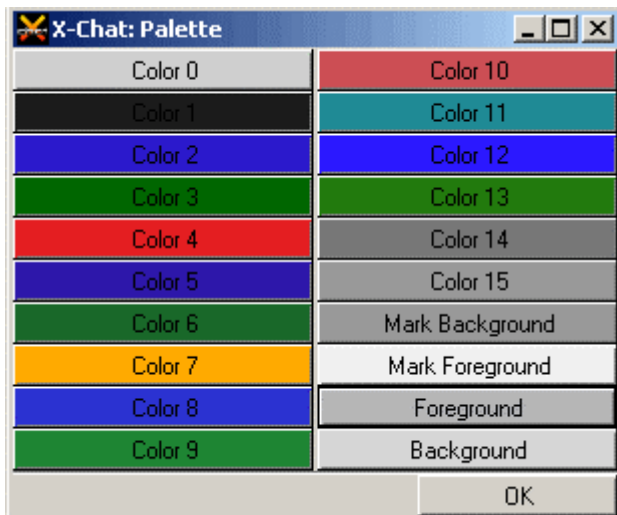 X-Chat: Palette
Color 0
Color 1
Color 2
Color 3
Color 4
Color 5
Color 6
Color 7
Color 8
Color 9
Color 10
Color 11
Color 12
Color 13
Color 14
Color 15
Mark Background
Mark Foreground
Foreground
Background
OK